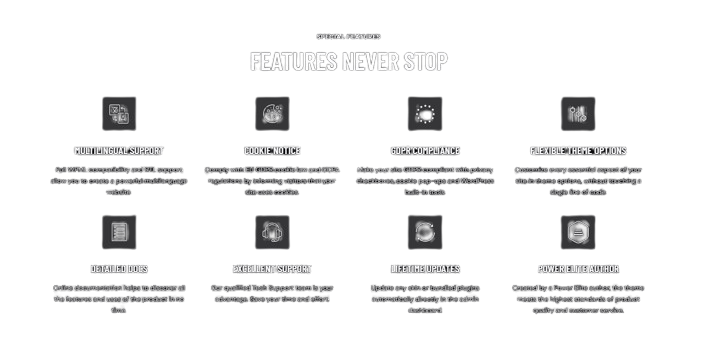 SPECIAL FEATURES
FEATURES NEVER STOP
MULTILINGUAL SUPPORT
Full WPML compatibility and RTL support,
allow you to create a powerful multilanguage
website
COOKIE NOTICE
Comply with EU GDPR cookie law and CCPA
regulations by informing visitors that your
site uses cookies.
GDPR COMPLIANCE
Make your site GDPR compliant with privacy
checkboxes, cookie pop-ups and WordPress
built-in tools
FLEXIBLE THEME OPTIONS
Customize every essential aspect of your
site in theme options, without touching a
single line of code
DETAILED DOCS
Online documentation helps to discover all
the features and uses of the product in no
time.
EXCELLENT SUPPORT
Our qualified Tech Support team is your
advantage. Save your time and effort.
LIFETIME UPDATES
Update any skin or bundled plugins
automatically directly in the admin
dashboard.
POWER ELITE AUTHOR
Created by a Power Elite author, the theme
meets the highest standards of product
quality and customer service.